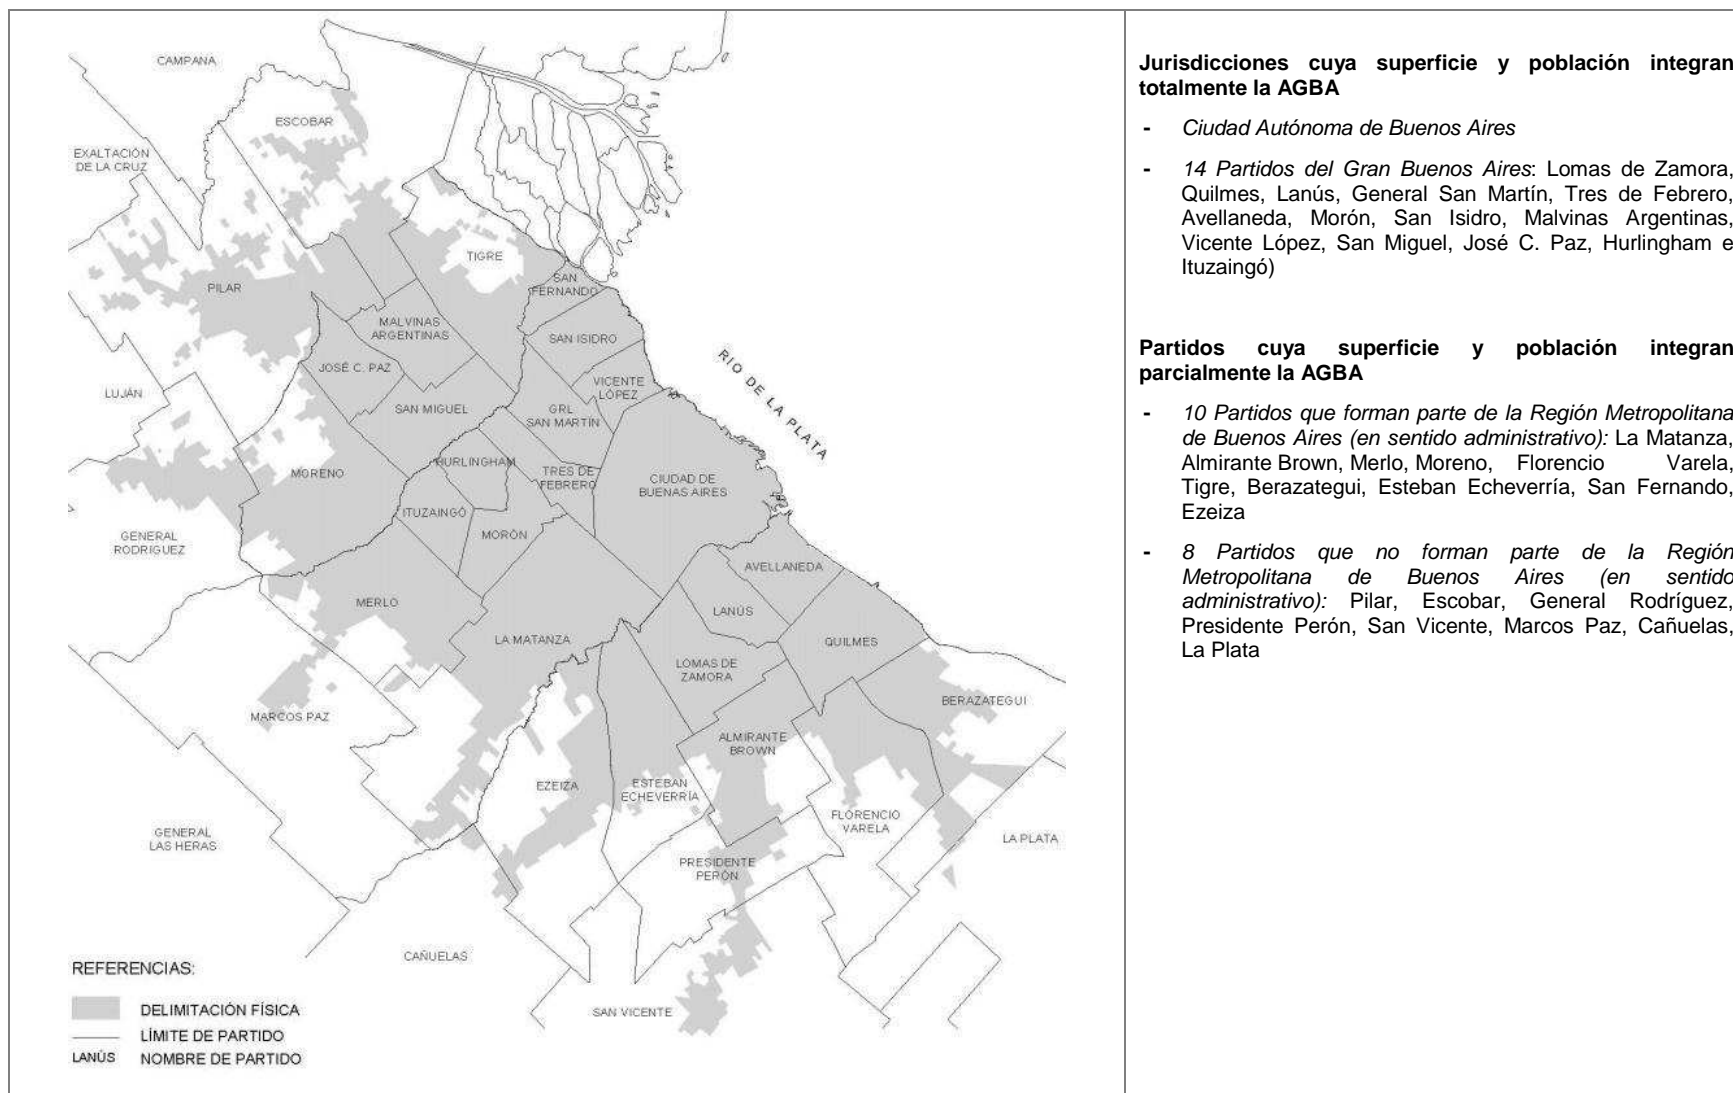 CAMPANA
ESCOBAR
EXALTACIÓN
DE LA CRUZ
TIGRE
SAN
FERNANDO
PILAR
MALVINAS
ARGENTINAS
SAN ISIDRO
JOSÉ C. PAZ
LUJÁN
VICENTE
LÓPEZ
SAN MIGUEL
GRL
SAN MARTÍN
RIO DE LA PLATA
HURLINGHAM
MORENO
TRES DE
FEBRERO
CIUDAD DE
BUENAS AIRES
ITUZAINGÓ
GENERAL
RODRIGUEZ
MORÓN
AVELLANEDA
MERLO
LANÚS
LA MATANZA
QUILMES
LOMAS DE
ZAMORA
BERAZATEGUI
MARCOS PAZ
ALMIRANTE
BROWN
EZEIZA
ESTEBAN
ECHEVERRÍA
FLORENCIO
VARELA
GENERAL
LAS HERAS
LA PLATA
PRESIDENTE
PERÓN
CAÑUELAS
SAN VICENTE
REFERENCIAS:
DELIMITACIÓN FÍSICA
LÍMITE DE PARTIDO
LANÚS NOMBRE DE PARTIDO
Jurisdicciones cuya superficie y población integran
totalmente la AGBA
- Ciudad Autónoma de Buenos Aires
- 14 Partidos del Gran Buenos Aires: Lomas de Zamora,
Quilmes, Lanús, General San Martín, Tres de Febrero,
Avellaneda, Morón, San Isidro, Malvinas Argentinas,
Vicente López, San Miguel, José C. Paz, Hurlingham e
Ituzaingó)
Partidos cuya superficie y población integran
parcialmente la AGBA
- 10 Partidos que forman parte de la Región Metropolitana
de Buenos Aires (en sentido administrativo): La Matanza,
Almirante Brown, Merlo, Moreno, Florencio Varela,
Tigre, Berazategui, Esteban Echeverría, San Fernando,
Ezeiza
- 8 Partidos que no forman parte de la Región
Metropolitana de Buenos Aires (en sentido
administrativo): Pilar, Escobar, General Rodríguez,
Presidente Perón, San Vicente, Marcos Paz, Cañuelas,
La Plata